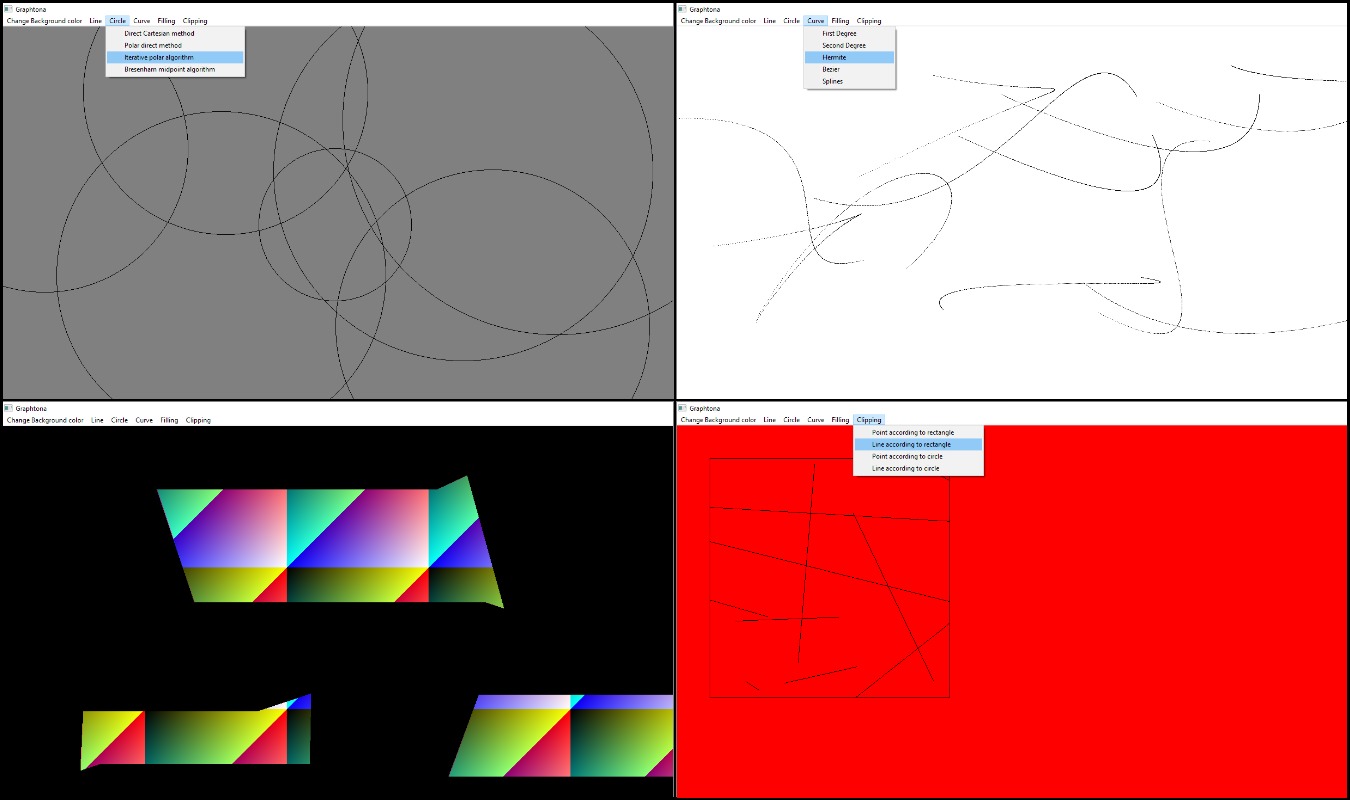 Graphtona
Change Background color Line Circle Curve Filling Clipping
Direct Cartesian method
Polar direct method
Iterative polar algorithm
Bresenham midpoint algorithm
Graphtona
Change Background color Line Circle Curve Filling Clipping
First Degree
Second Degree
Hermite
Bezier
Splines
Graphtona
Change Background color Line Circle Curve Filling Clipping
Graphtona
Change Background color Line Circle Curve Filling Clipping
Point according to rectangle
Line according to rectangle
Point according to circle
Line according to circle